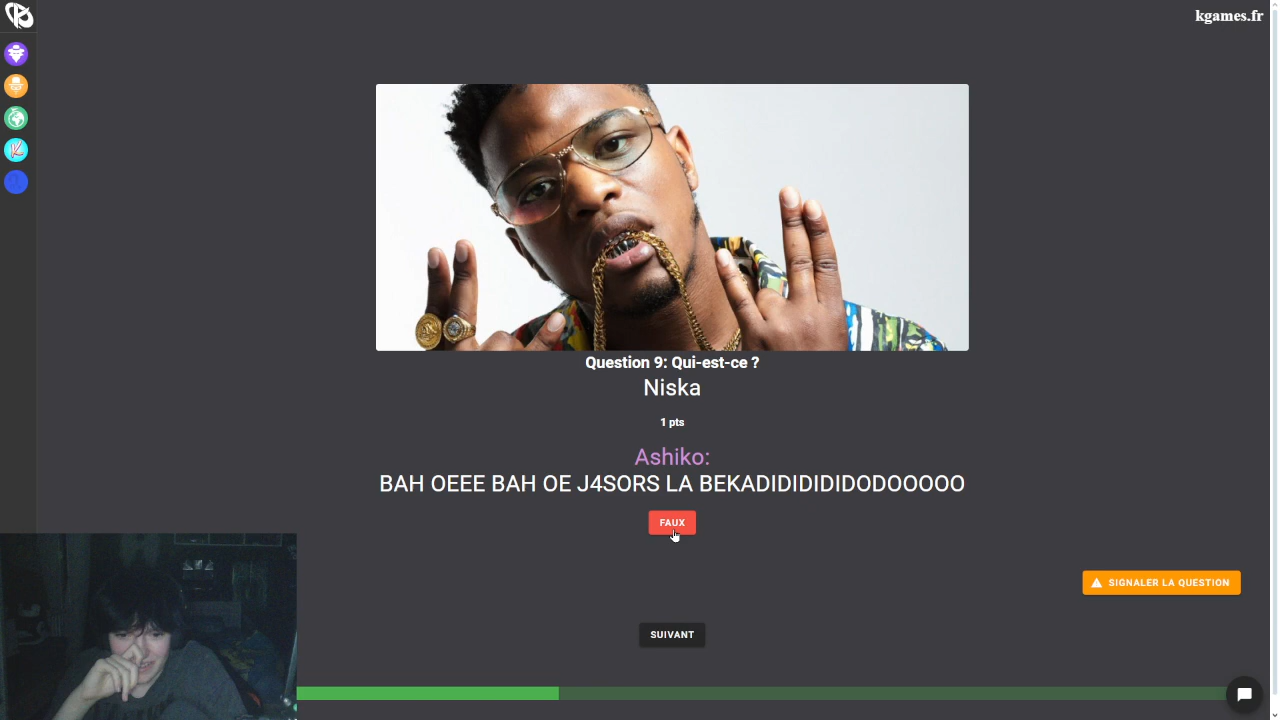 kgames.fr
Question 9: Qui-est-ce ?
Niska
1 pts
Ashiko:
BAH OEEE BAH OE J4SORS LA BEKADIDIDIDIDODOOOOO
FAUX
SIGNALER LA QUESTION
SUIVANT